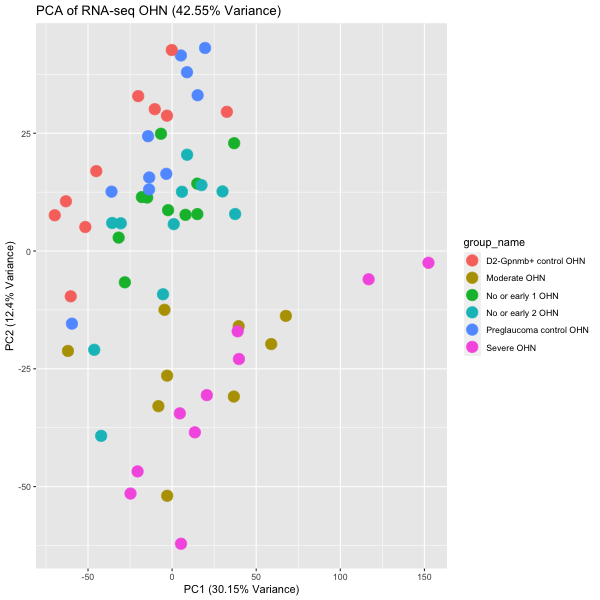 PCA of RNA-seq OHN (42.55% Variance)
25
0
-25
-50
PC2 (12.4% Variance)
-50
0
50
100
150
PC1 (30.15% Variance)
group_name
D2-Gpnmb+ control OHN
Moderate OHN
No or early 1 OHN
No or early 2 OHN
Preglaucoma control OHN
Severe OHN